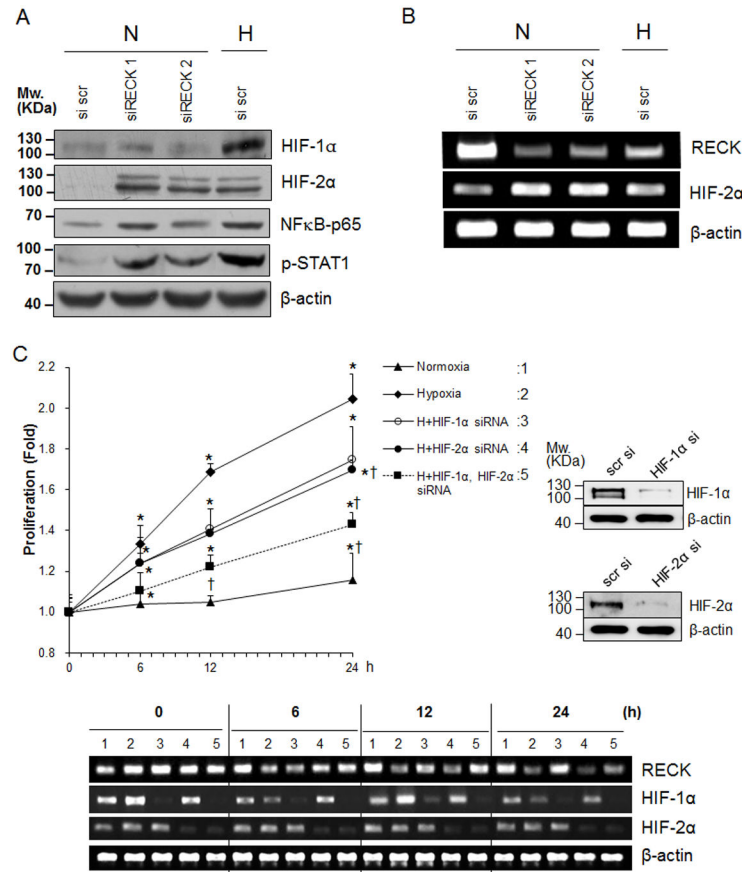 A
N H
Mw.
(KDa)
si scr siRECK 1 siRECK 2 si scr
130
100
HIF-1α
130
100
HIF-2α
70
NFκB-p65
100
70
p-STAT1
40
β-actin
B
N H
si scr siRECK 1 siRECK 2 si scr
RECK
HIF-2α
β-actin
C
Proliferation (Fold)
2.2
2.0
1.8
1.6
1.4
1.2
1.0
0.8
0 6 12 24 h
* * *
* * *
* * *†
* † *†
*†
Normoxia :1
Hypoxia :2
H+HIF-1α siRNA :3
H+HIF-2α siRNA :4
H+HIF-1α, HIF-2α :5
siRNA
Mw.
(KDa)
scr si HIF-1α si
130
100
HIF-1α
40
β-actin
scr si HIF-2α si
130
100
HIF-2α
40
β-actin
0 6 12 24 (h)
1 2 3 4 5 1 2 3 4 5 1 2 3 4 5 1 2 3 4 5
RECK
HIF-1α
HIF-2α
β-actin